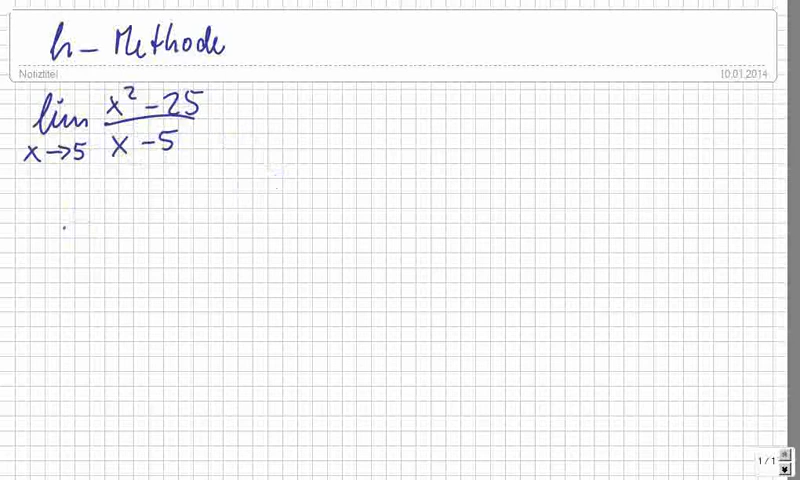 h - Methode
Notiztitel
10.01.2014
lim x²-25
x→5 x-5
1 / 1